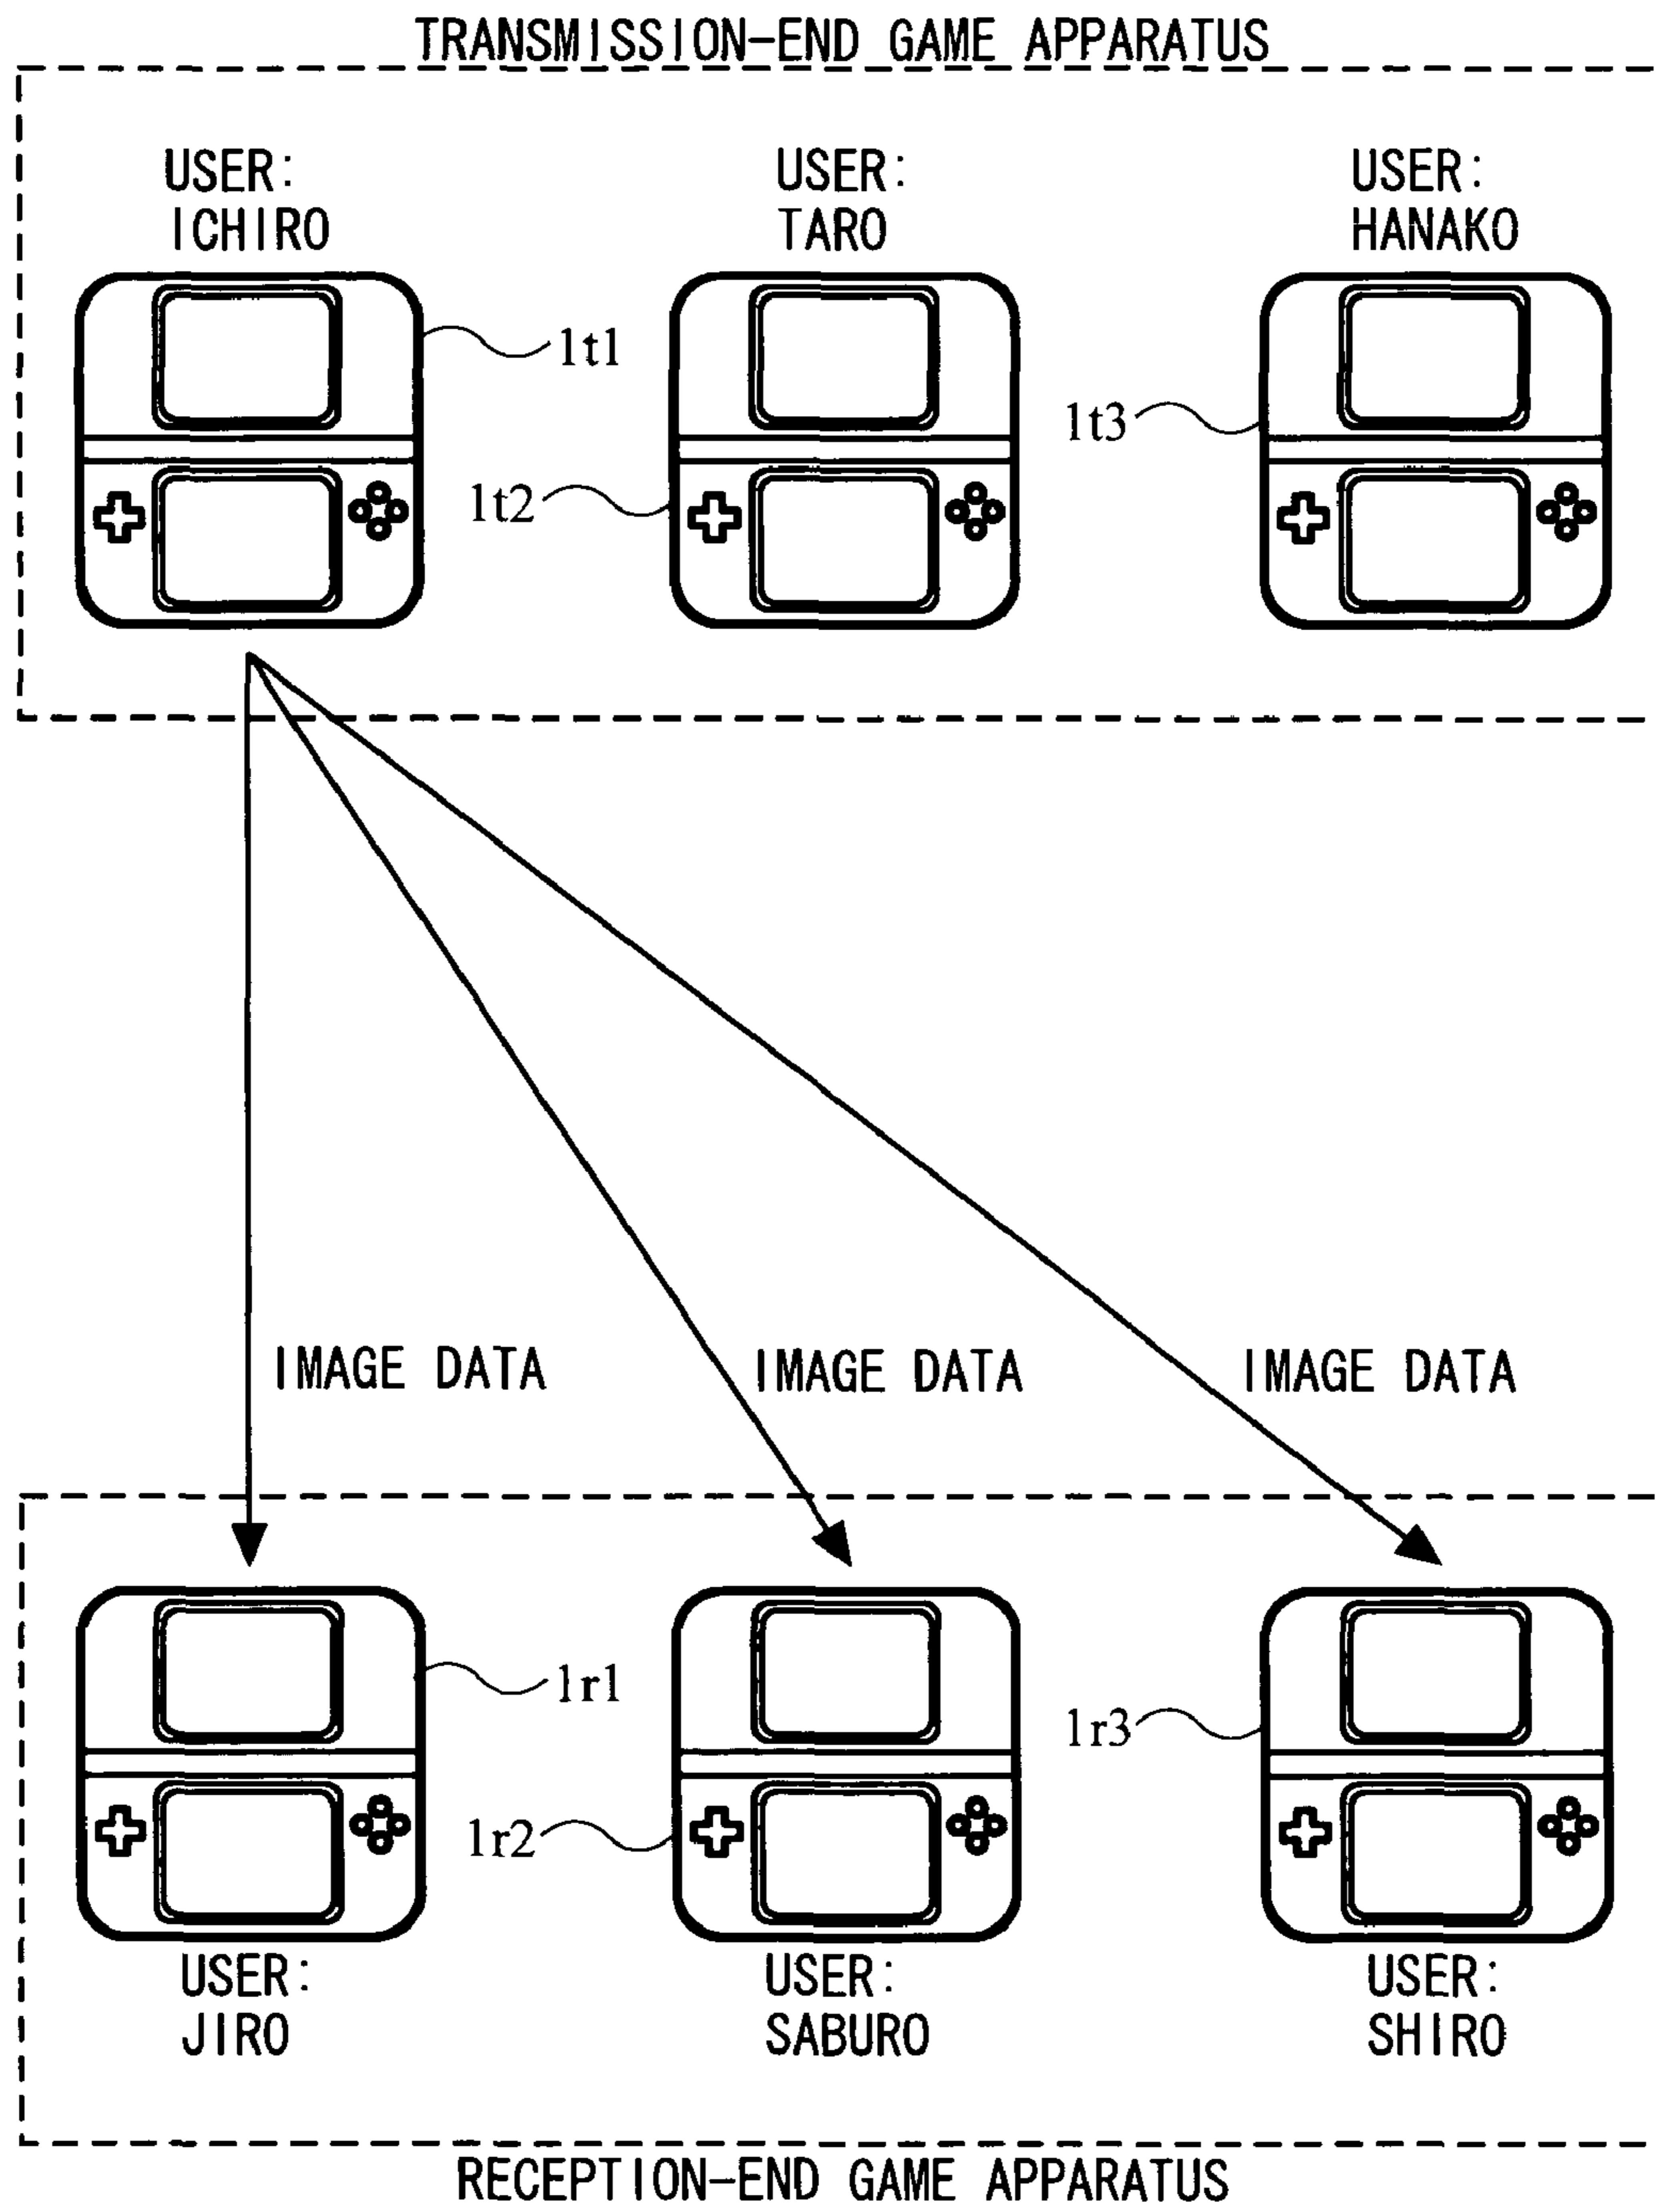 TRANSMISSION-END GAME APPARATUS
USER:
ICHIRO
USER:
TARO
USER:
HANAKO
1t1
1t2
1t3
IMAGE DATA
IMAGE DATA
IMAGE DATA
1r1
1r2
1r3
USER:
JIRO
USER:
SABURO
USER:
SHIRO
RECEPTION-END GAME APPARATUS